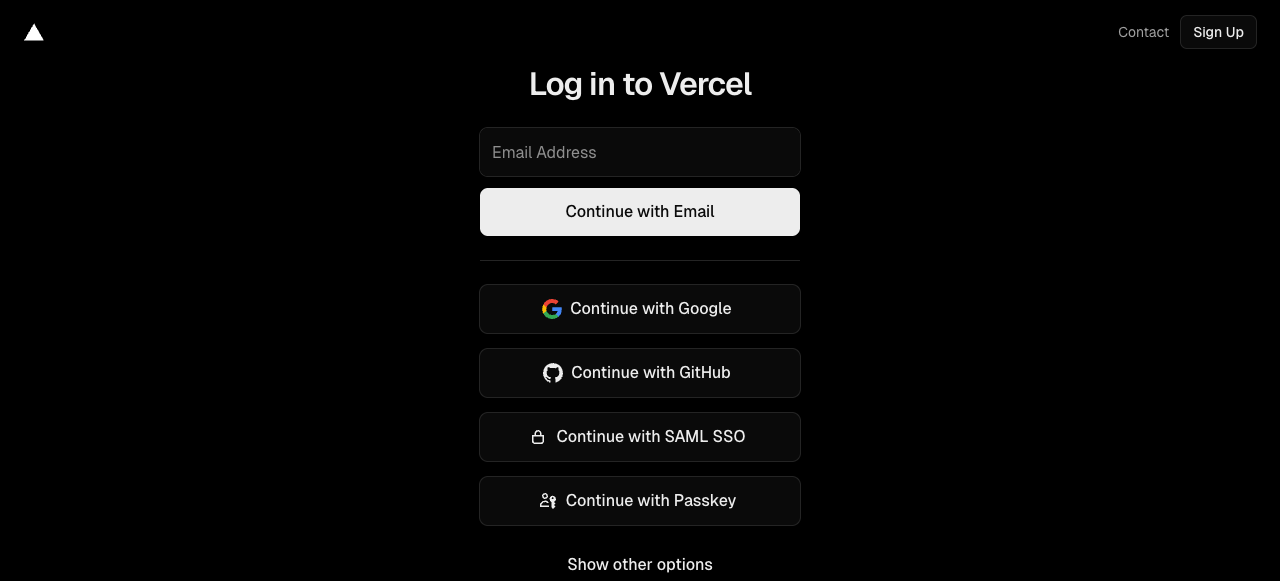 Contact
Sign Up
Log in to Vercel
Email Address
Continue with Email
Continue with Google
Continue with GitHub
Continue with SAML SSO
Continue with Passkey
Show other options